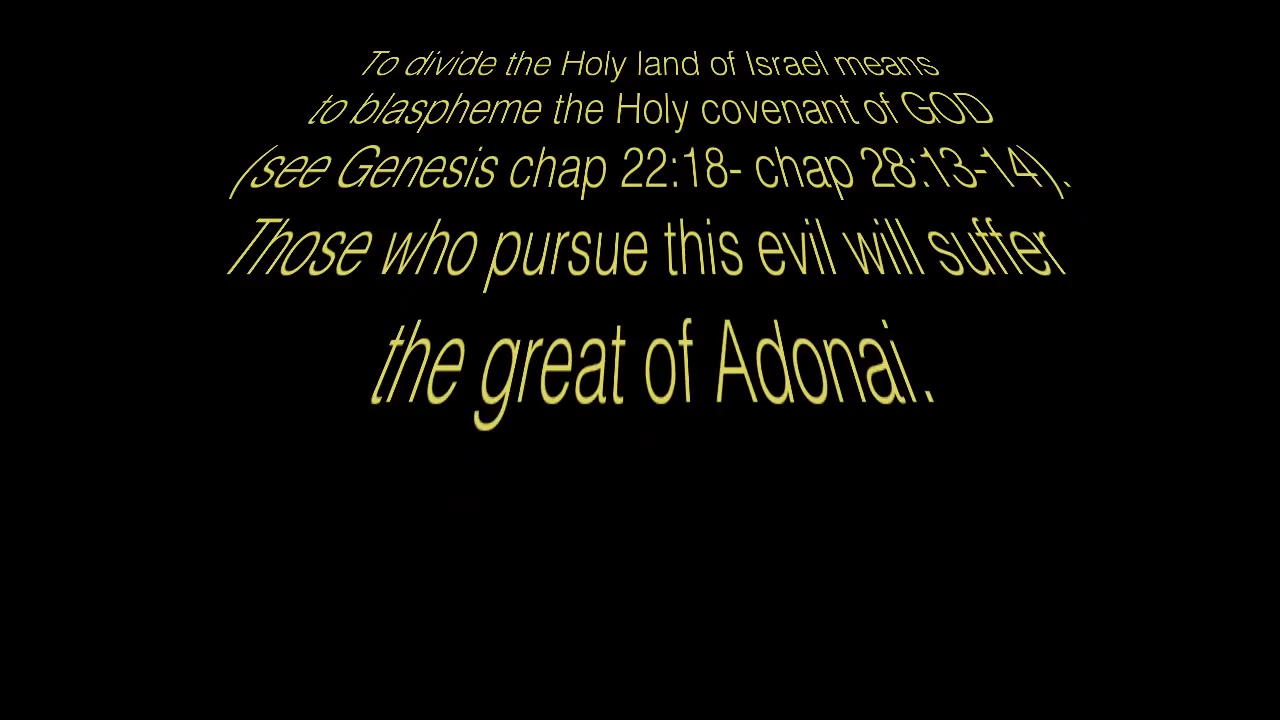 To divide the Holy land of Israel means
to blaspheme the Holy covenant of GOD
(see Genesis chap 22:18- chap 28:13-14).
Those who pursue this evil will suffer
the great of Adonai.